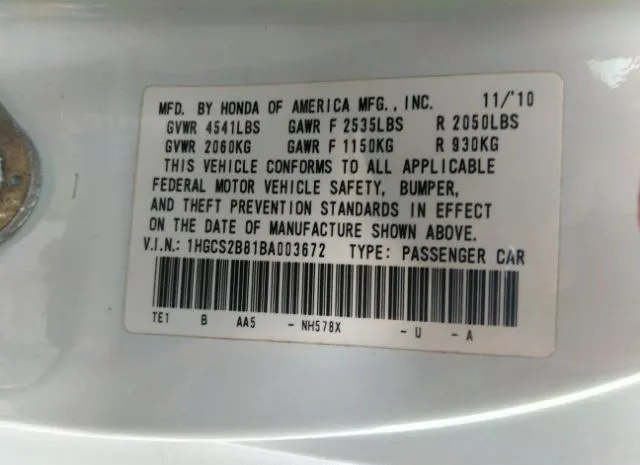 MFD. BY HONDA OF AMERICA MFG., INC. 11/'10
GVWR 4541LBS GAWR F 2535LBS R 2050LBS
GVWR 2060KG GAWR F 1150KG R 930KG
THIS VEHICLE CONFORMS TO ALL APPLICABLE
FEDERAL MOTOR VEHICLE SAFETY, BUMPER,
AND THEFT PREVENTION STANDARDS IN EFFECT
ON THE DATE OF MANUFACTURE SHOWN ABOVE.
V.I.N.: 1HGCS2B81BA003672 TYPE: PASSENGER CAR
TE1 B AA5 - NH578X - U - A